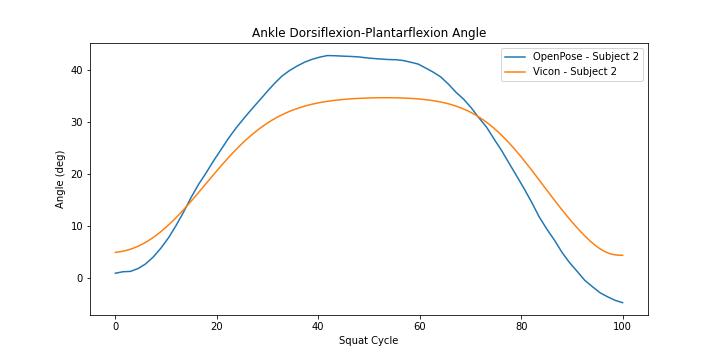 Ankle Dorsiflexion-Plantarflexion Angle
OpenPose - Subject 2
Vicon - Subject 2
Angle (deg)
40
30
20
10
0
0 20 40 60 80 100
Squat Cycle